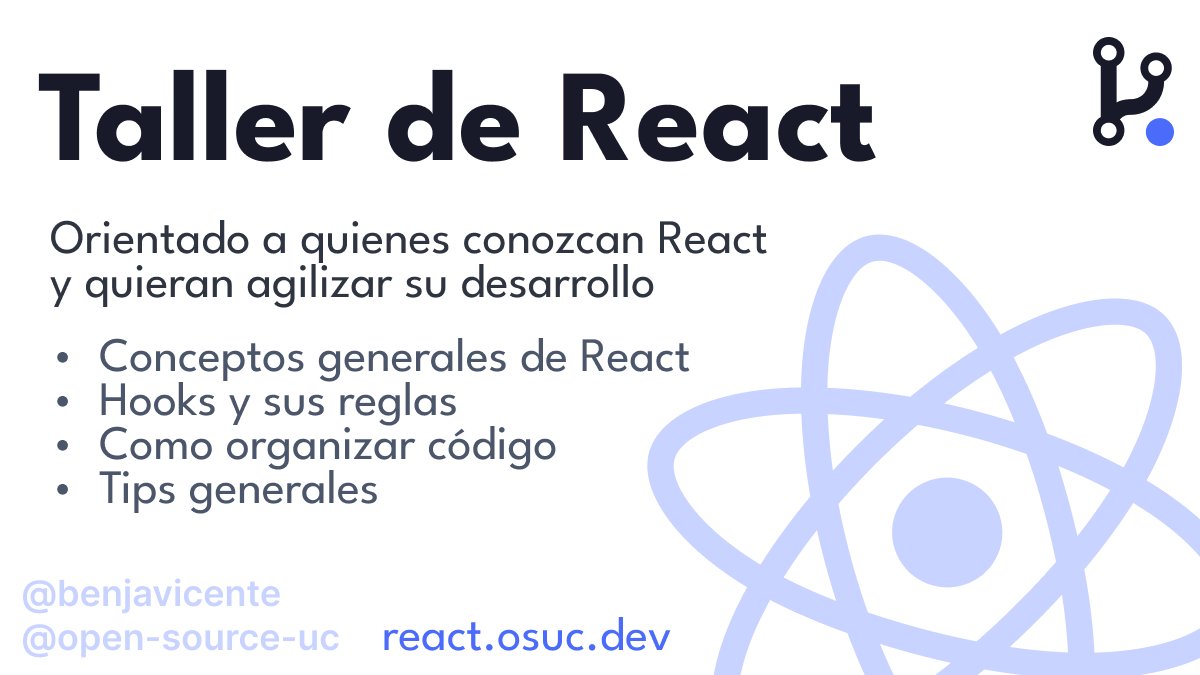 Taller de React
Orientado a quienes conozcan React
y quieran agilizar su desarrollo
• Conceptos generales de React
• Hooks y sus reglas
• Como organizar código
• Tips generales
@benjavicente
@open-source-uc
react.osuc.dev